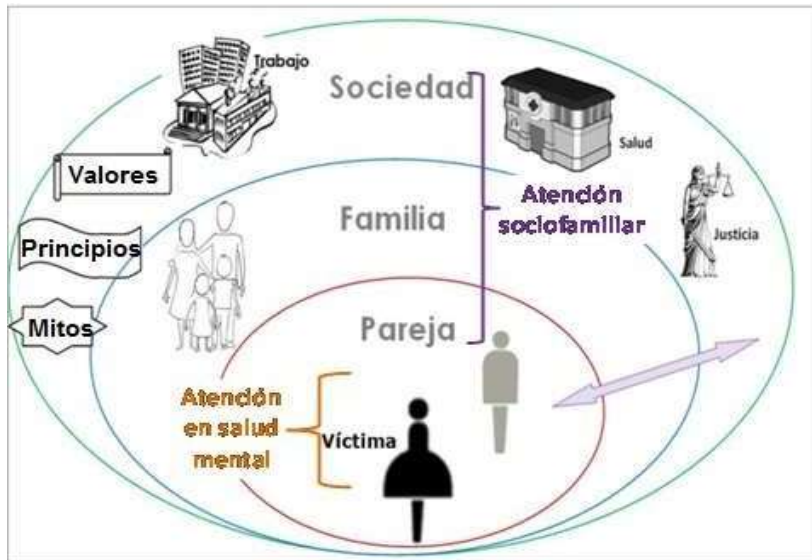 Trabajo
Sociedad
Salud
Valores
Atención
sociofamiliar
Familia
Justicia
Principios
Mitos
Pareja
Atención
en salud
mental
Víctima